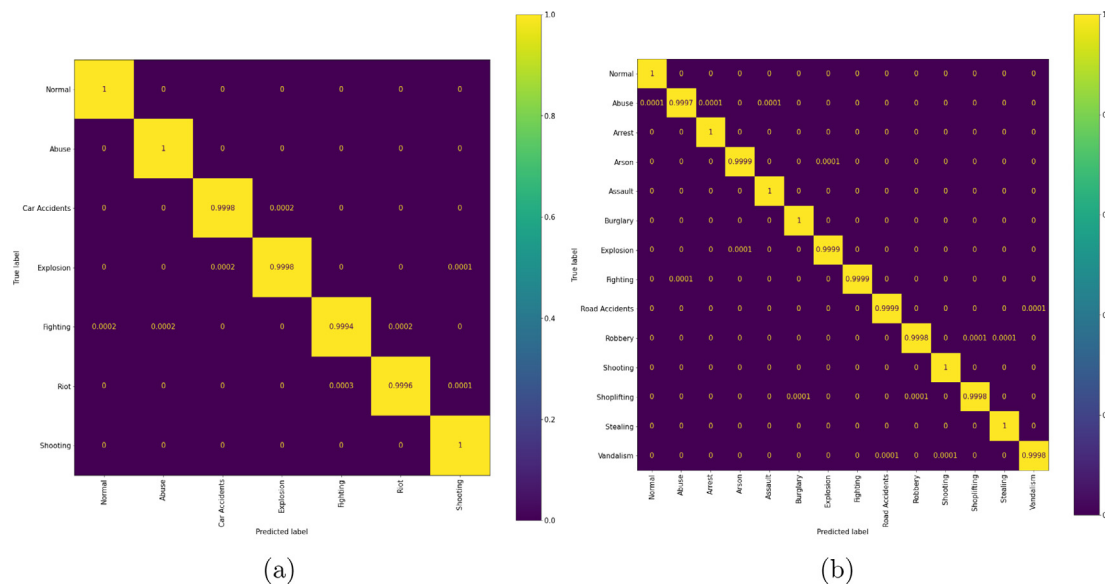 Normal 1 0 0 0 0 0 0
Abuse 0 1 0 0 0 0 0
Car Accidents 0 0 0.9998 0.0002 0 0 0
Explosion 0 0 0.0002 0.9998 0 0 0.0001
Fighting 0.0002 0.0002 0 0 0.9994 0.0002 0
Riot 0 0 0 0 0.0003 0.9996 0.0001
Shooting 0 0 0 0 0 0 1
True label
Normal Abuse Car Accidents Explosion Fighting Riot Shooting
Predicted label
1.0
0.8
0.6
0.4
0.2
0.0
(a)
Normal 1 0 0 0 0 0 0 0 0 0 0 0 0 0
Abuse 0.0001 0.9997 0.0001 0 0.0001 0 0 0 0 0 0 0 0 0
Arrest 0 0 1 0 0 0 0 0 0 0 0 0 0 0
Arson 0 0 0 0.9999 0 0 0.0001 0 0 0 0 0 0 0
Assault 0 0 0 0 1 0 0 0 0 0 0 0 0 0
Burglary 0 0 0 0 0 1 0 0 0 0 0 0 0 0
Explosion 0 0 0 0.0001 0 0 0.9999 0 0 0 0 0 0 0
Fighting 0 0.0001 0 0 0 0 0 0.9999 0 0 0 0 0 0
Road Accidents 0 0 0 0 0 0 0 0 0.9999 0 0 0 0 0.0001
Robbery 0 0 0 0 0 0 0 0 0 0.9998 0 0.0001 0.0001 0
Shooting 0 0 0 0 0 0 0 0 0 0 1 0 0 0
Shoplifting 0 0 0 0 0 0.0001 0 0 0 0.0001 0 0.9998 0 0
Stealing 0 0 0 0 0 0 0 0 0 0 0 0 1 0
Vandalism 0 0 0 0 0 0 0 0 0.0001 0 0.0001 0 0 0.9998
True label
Normal Abuse Arrest Arson Assault Burglary Explosion Fighting Road Accidents Robbery Shooting Shoplifting Stealing Vandalism
Predicted label
(b)